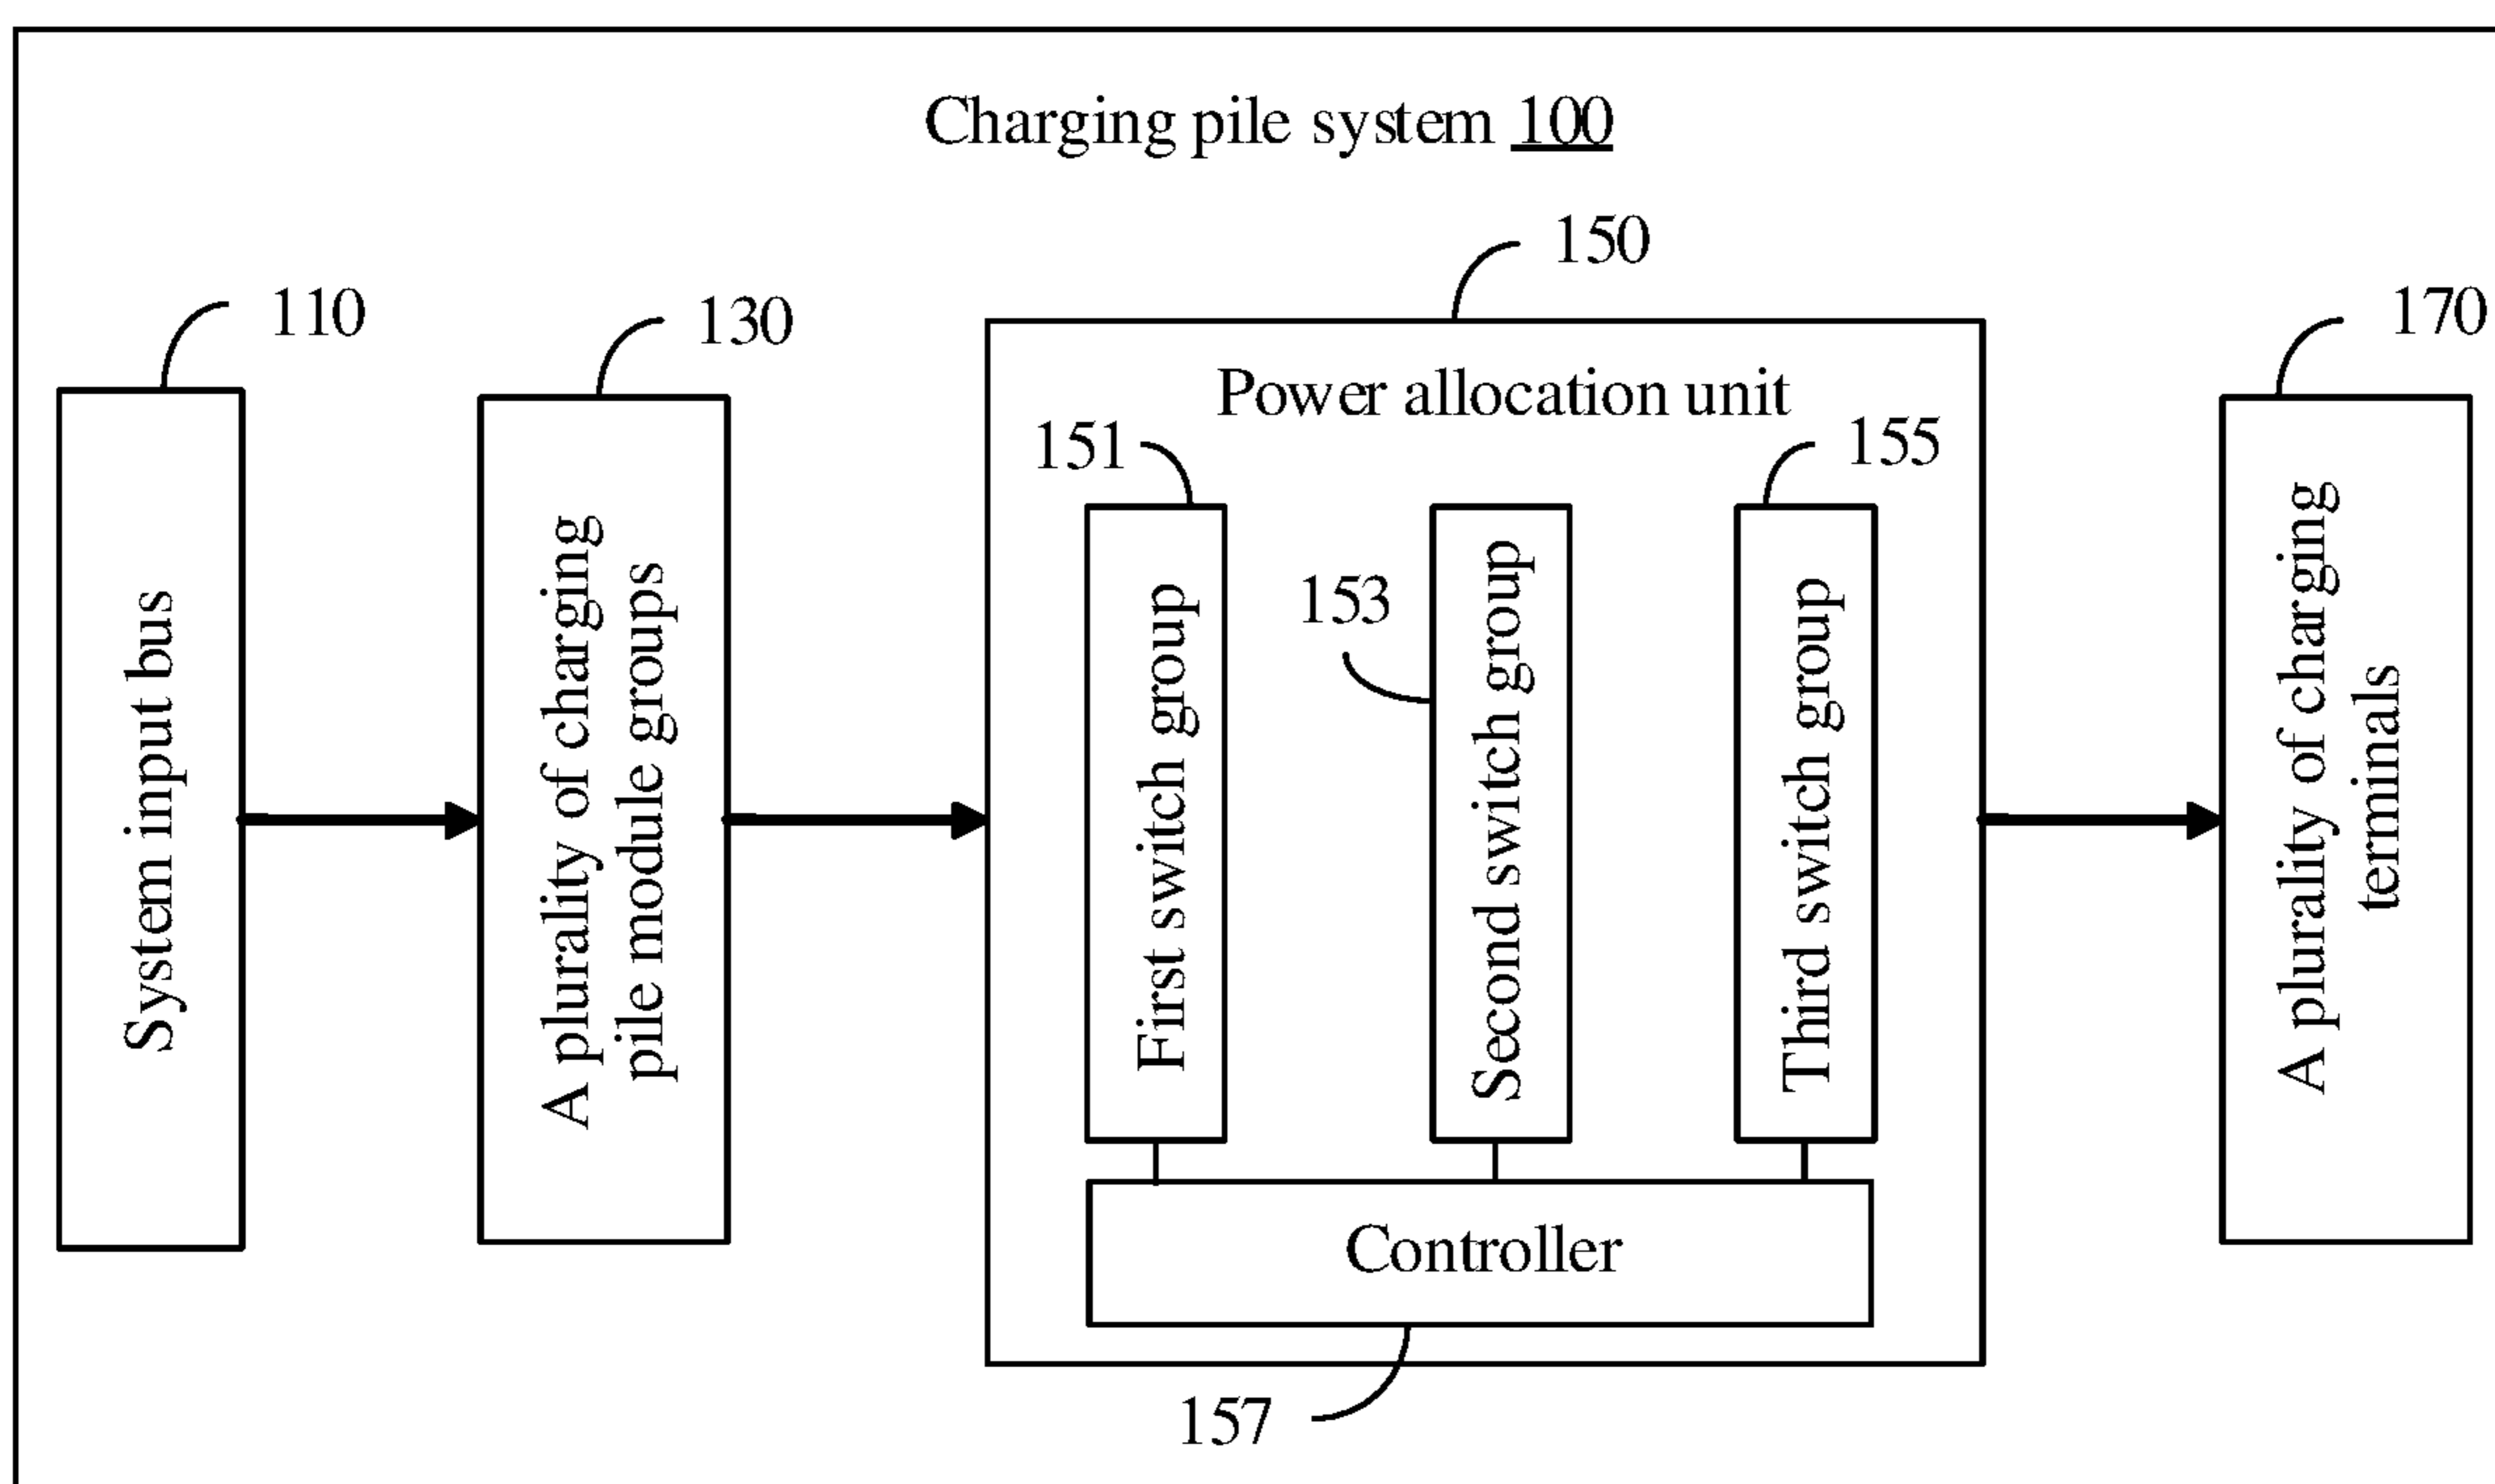 Charging pile system 100
150
110
130
170
Power allocation unit
151
155
153
System input bus
A plurality of charging
pile module groups
First switch group
Second switch group
Third switch group
A plurality of charging
terminals
Controller
157